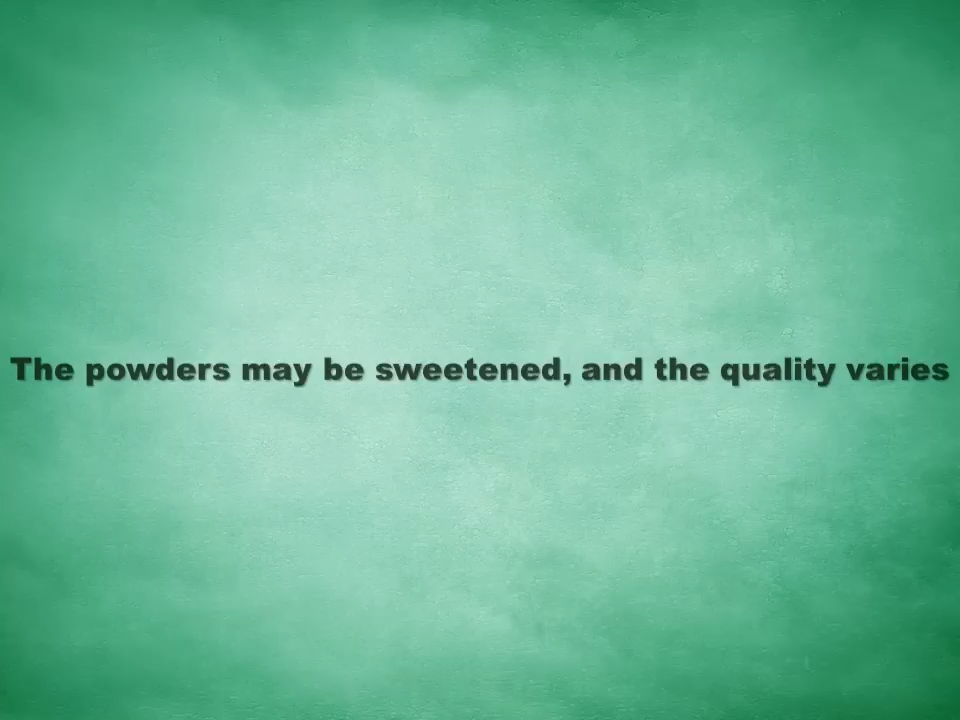 The powders may be sweetened, and the quality varies